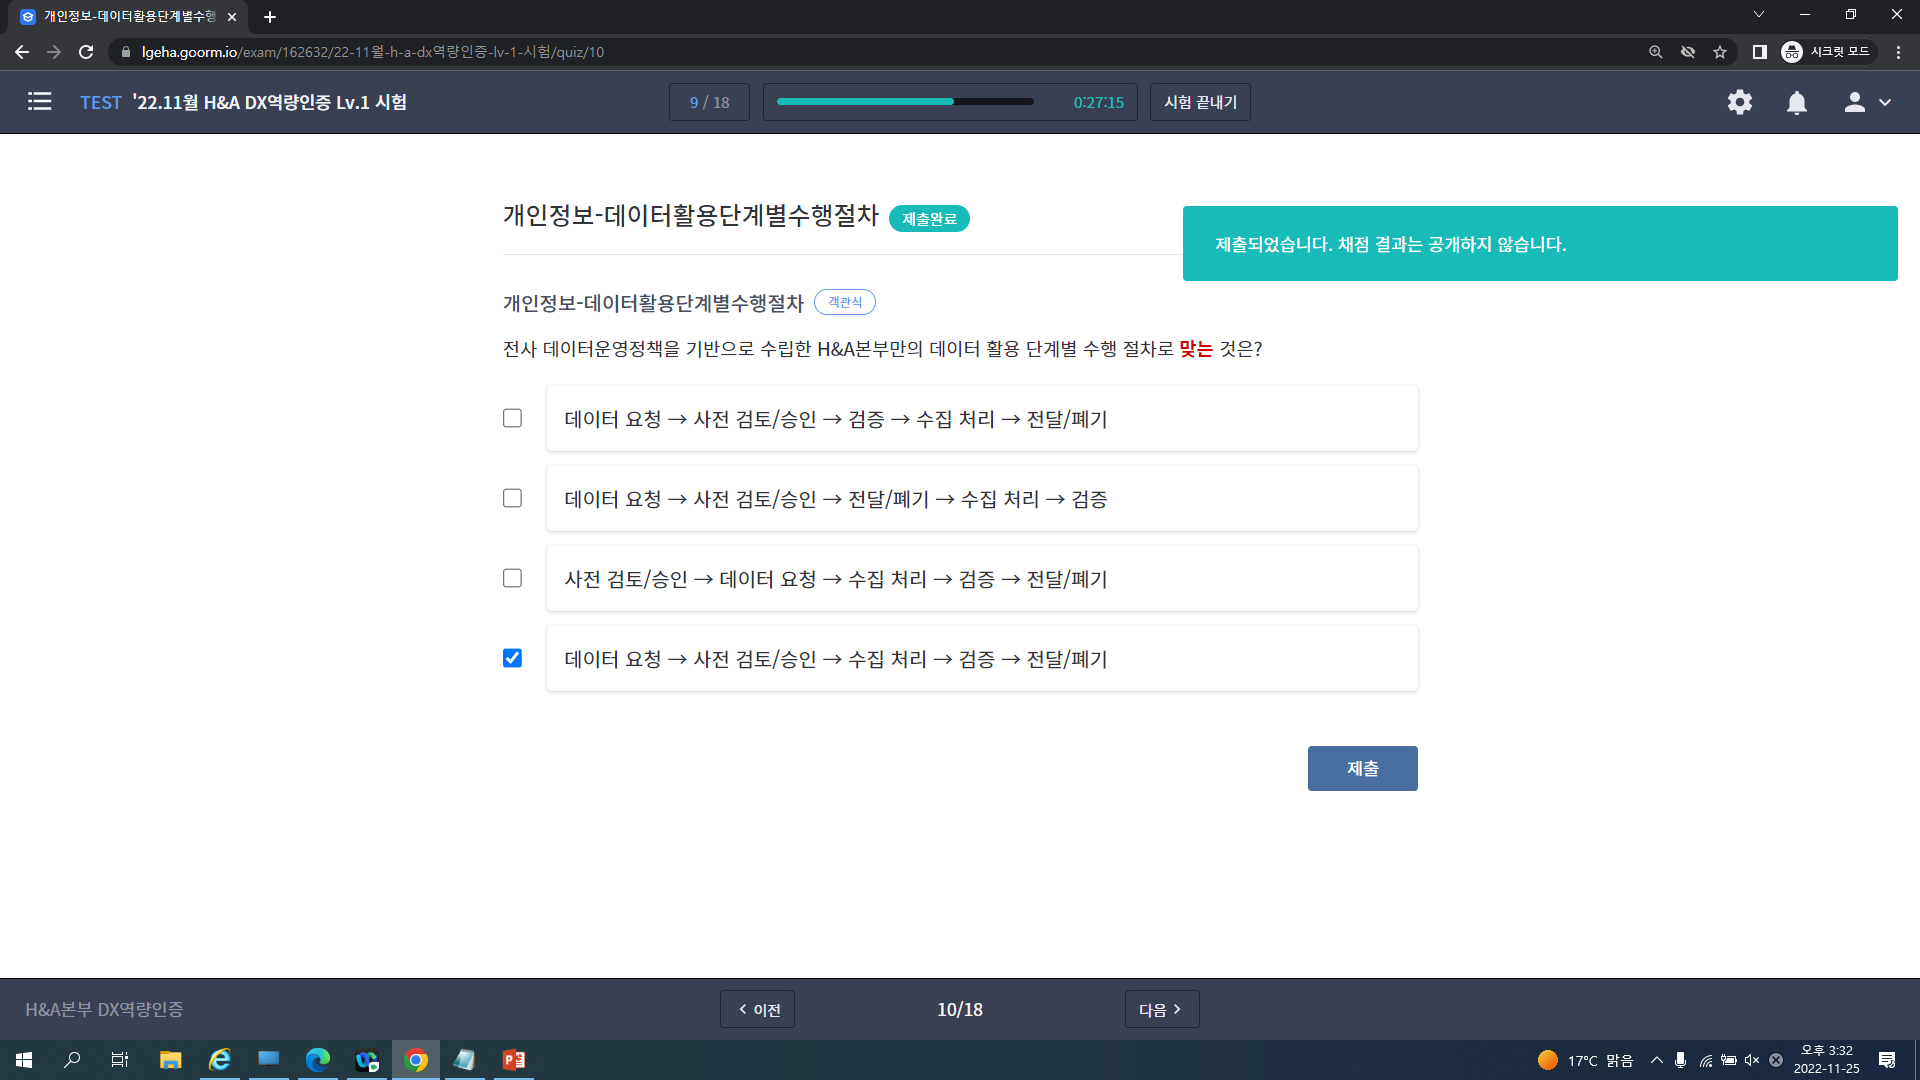 개인정보-데이터활용단계별수행
lgeha.goorm.io/exam/162632/22-11월-h-a-dx역량인증-lv-1-시험/quiz/10
시크릿 모드
TEST '22.11월 H&A DX역량인증 Lv.1 시험
9 / 18
0:27:15
시험 끝내기
개인정보-데이터활용단계별수행절차 제출완료
제출되었습니다. 채점 결과는 공개하지 않습니다.
개인정보-데이터활용단계별수행절차 객관식
전사 데이터운영정책을 기반으로 수립한 H&A본부만의 데이터 활용 단계별 수행 절차로 맞는 것은?
데이터 요청 → 사전 검토/승인 → 검증 → 수집 처리 → 전달/폐기
데이터 요청 → 사전 검토/승인 → 전달/폐기 → 수집 처리 → 검증
사전 검토/승인 → 데이터 요청 → 수집 처리 → 검증 → 전달/폐기
데이터 요청 → 사전 검토/승인 → 수집 처리 → 검증 → 전달/폐기
제출
H&A본부 DX역량인증
이전
10/18
다음
17°C 맑음
오후 3:32
2022-11-25